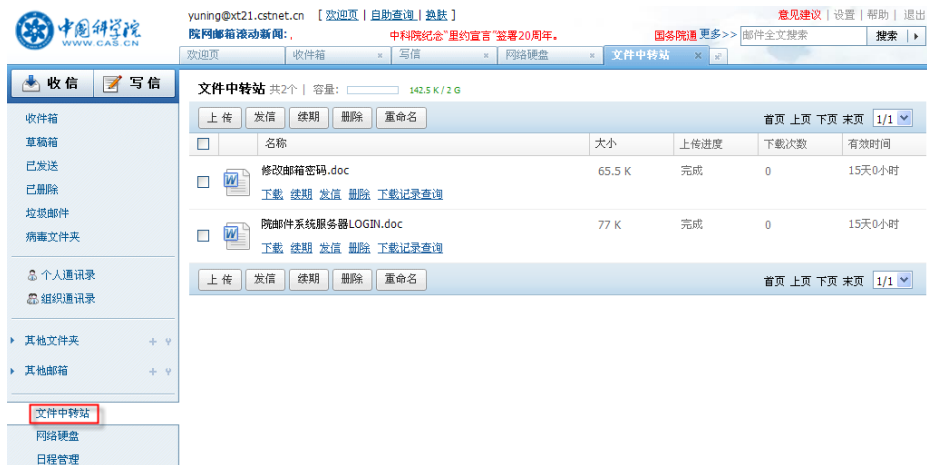 中国科学院
WWW.CAS.CN
yuning@xt21.cstnet.cn [ 欢迎页 | 自助查询 | 换肤 ]
意见建议 | 设置 | 帮助 | 退出
院网邮箱滚动新闻: 中科院纪念"里约宣言"签署20周年。 国务院通 更多>>
邮件全文搜索 搜索
欢迎页 收件箱 × 写信 × 网络硬盘 × 文件中转站 ×
收信 写信
收件箱
草稿箱
已发送
已删除
垃圾邮件
病毒文件夹
个人通讯录
组织通讯录
其他文件夹
其他邮箱
文件中转站
网络硬盘
日程管理
文件中转站 共2个 | 容量: 142.5 K / 2 G
上传 发信 续期 删除 重命名 首页 上页 下页 末页 1/1
名称 大小 上传进度 下载次数 有效时间
修改邮箱密码.doc 65.5 K 完成 0 15天0小时
下载 续期 发信 删除 下载记录查询
院邮件系统服务器LOGIN.doc 77 K 完成 0 15天0小时
下载 续期 发信 删除 下载记录查询
上传 发信 续期 删除 重命名 首页 上页 下页 末页 1/1